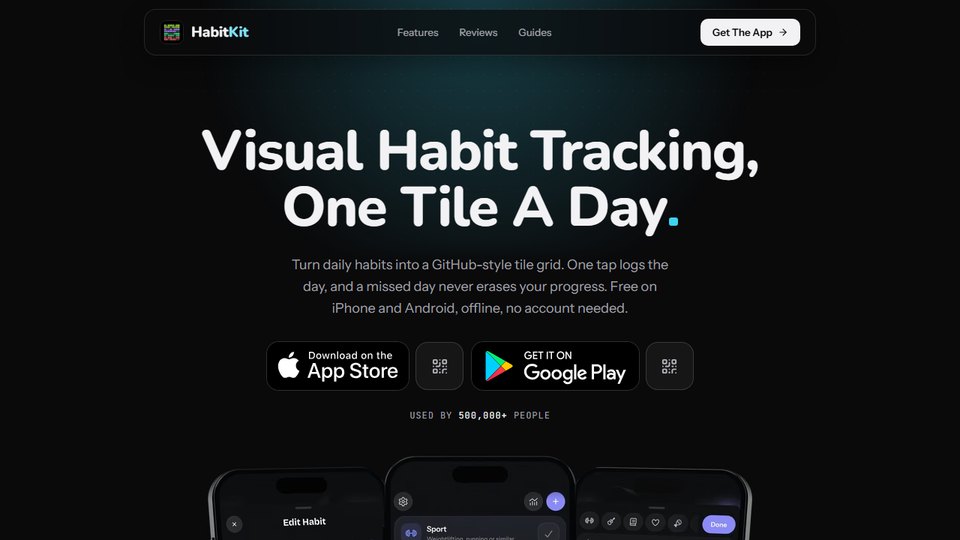 HabitKit
Features
Reviews
Guides
Get The App
Visual Habit Tracking,
One Tile A Day.
Turn daily habits into a GitHub-style tile grid. One tap logs the
day, and a missed day never erases your progress. Free on
iPhone and Android, offline, no account needed.
Download on the
App Store
GET IT ON
Google Play
USED BY 500,000+ PEOPLE
Edit Habit
Sport
Done